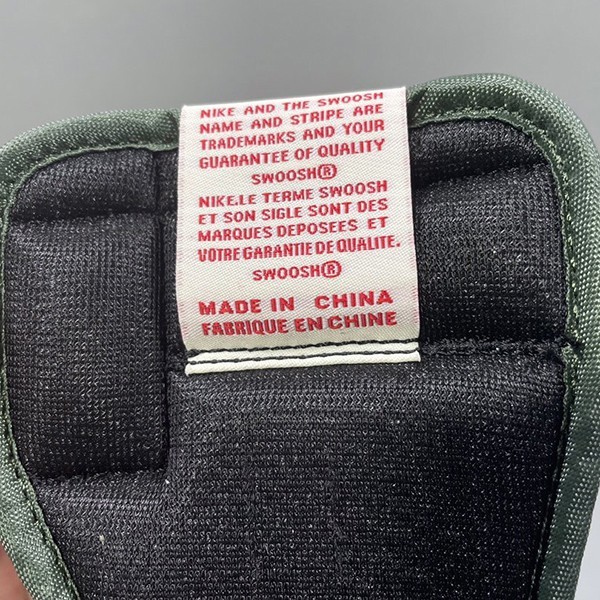 NIKE AND THE SWOOSH
NAME AND STRIPE ARE
TRADEMARKS AND YOUR
GUARANTEE OF QUALITY
SWOOSH®
NIKE.LE TERME SWOOSH
ET SON SIGLE SONT DES
MARQUES DEPOSEES ET
VOTRE GARANTIE DE QUALITE.
SWOOSH®
MADE IN CHINA
FABRIQUE EN CHINE